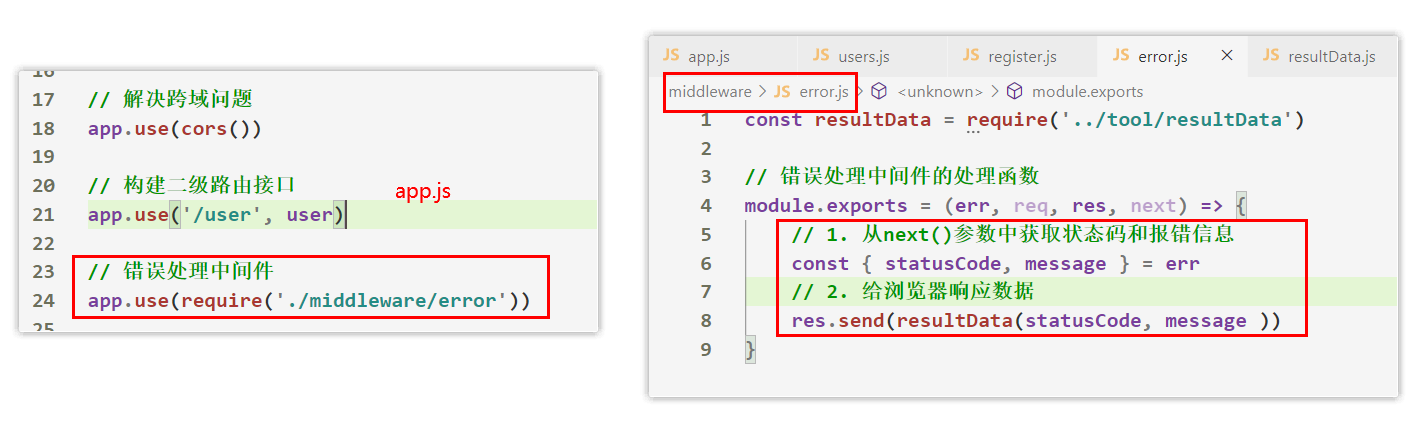 16
17 // 解决跨域问题
18 app.use(cors())
19
20 // 构建二级路由接口
app.js
21 app.use('/user', user)
22
23 // 错误处理中间件
24 app.use(require('./middleware/error'))
25
JS app.js JS users.js JS register.js JS error.js × JS resultData.js
middleware > JS error.js > <unknown> > module.exports
1 const resultData = require('../tool/resultData')
2
3 // 错误处理中间件的处理函数
4 module.exports = (err, req, res, next) => {
5 // 1. 从next()参数中获取状态码和报错信息
6 const { statusCode, message } = err
7 // 2. 给浏览器响应数据
8 res.send(resultData(statusCode, message ))
9 }